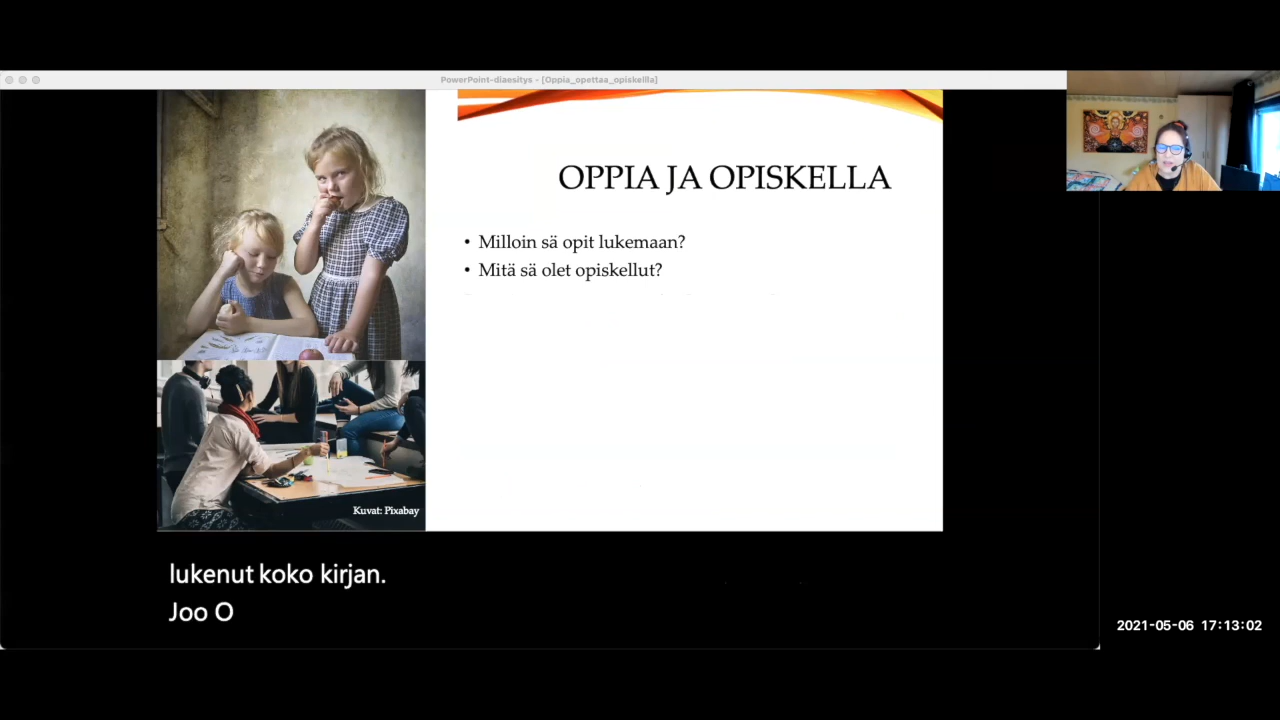 PowerPoint-diaesitys - [Oppia_opettaa_opiskellla]
OPPIA JA OPISKELLA
• Milloin sä opit lukemaan?
• Mitä sä olet opiskellut?
Kuvat: Pixabay
lukenut koko kirjan.
Joo O
2021-05-06 17:13:02